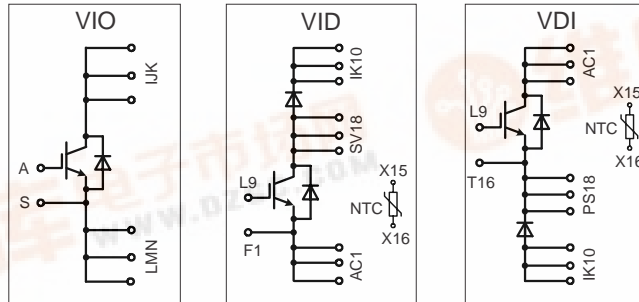 VIO
IJK
A
S
LMN
VID
IK10
SV18
L9
X15
NTC
X16
F1
AC1
VDI
AC1
L9
X15
NTC
X16
T16
PS18
IK10